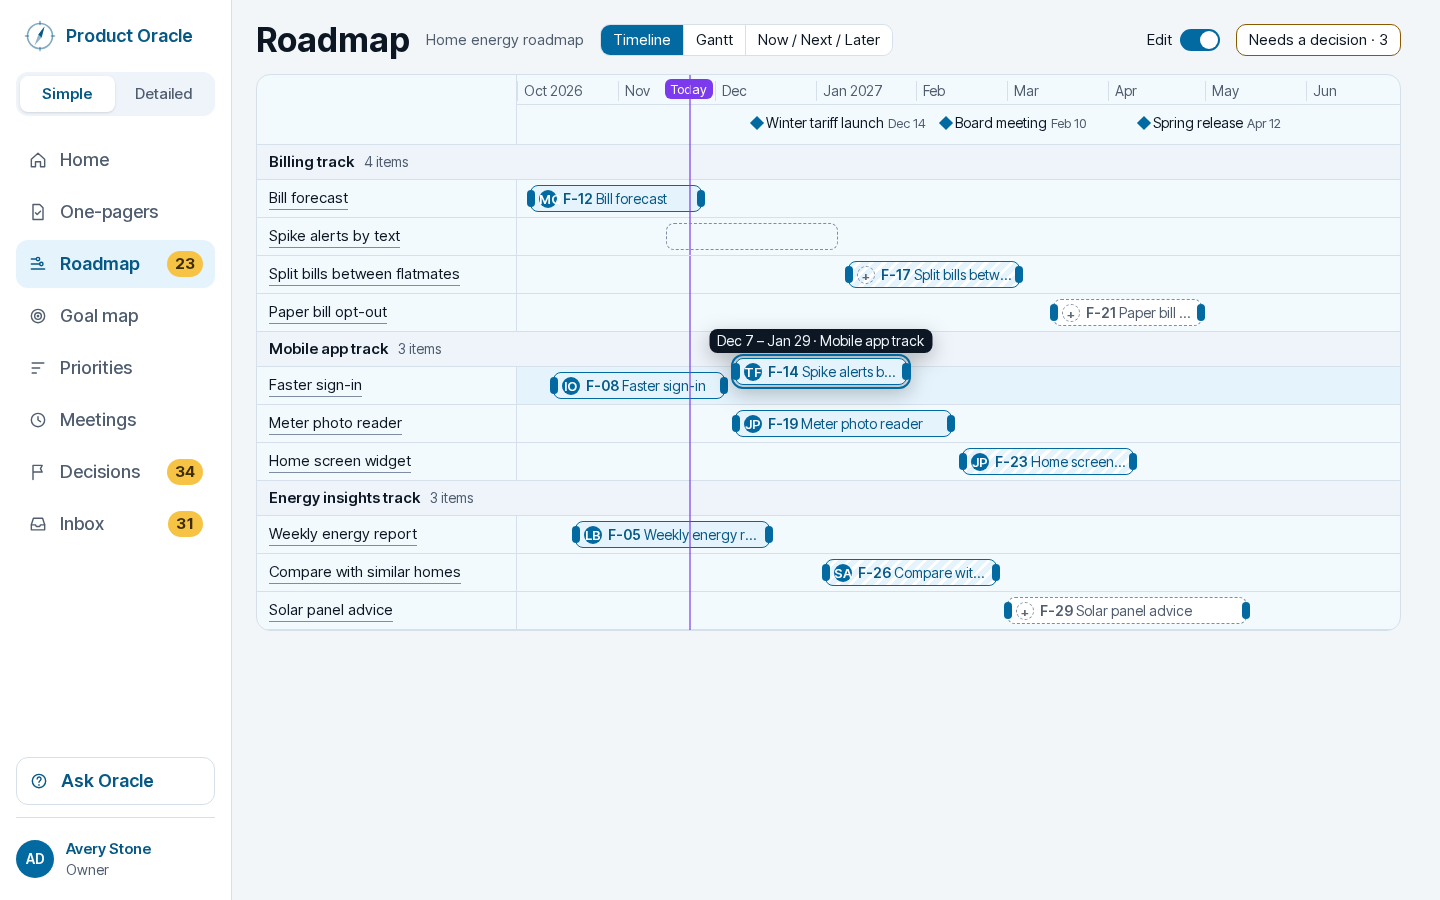 Product Oracle
Simple
Detailed
Home
One-pagers
Roadmap
23
Goal map
Priorities
Meetings
Decisions
34
Inbox
31
Ask Oracle
AD
Avery Stone
Owner
Roadmap
Home energy roadmap
Timeline
Gantt
Now / Next / Later
Edit
Needs a decision · 3
Oct 2026
Nov
Today
Dec
Jan 2027
Feb
Mar
Apr
May
Jun
Winter tariff launch Dec 14
Board meeting Feb 10
Spring release Apr 12
Billing track 4 items
Bill forecast
F-12 Bill forecast
Spike alerts by text
Split bills between flatmates
+ F-17 Split bills betw...
Paper bill opt-out
+ F-21 Paper bill ...
Mobile app track 3 items
Dec 7 – Jan 29 · Mobile app track
TF F-14 Spike alerts b...
Faster sign-in
IO F-08 Faster sign-in
Meter photo reader
JP F-19 Meter photo reader
Home screen widget
JP F-23 Home screen...
Energy insights track 3 items
Weekly energy report
LB F-05 Weekly energy r...
Compare with similar homes
SA F-26 Compare wit...
Solar panel advice
+ F-29 Solar panel advice